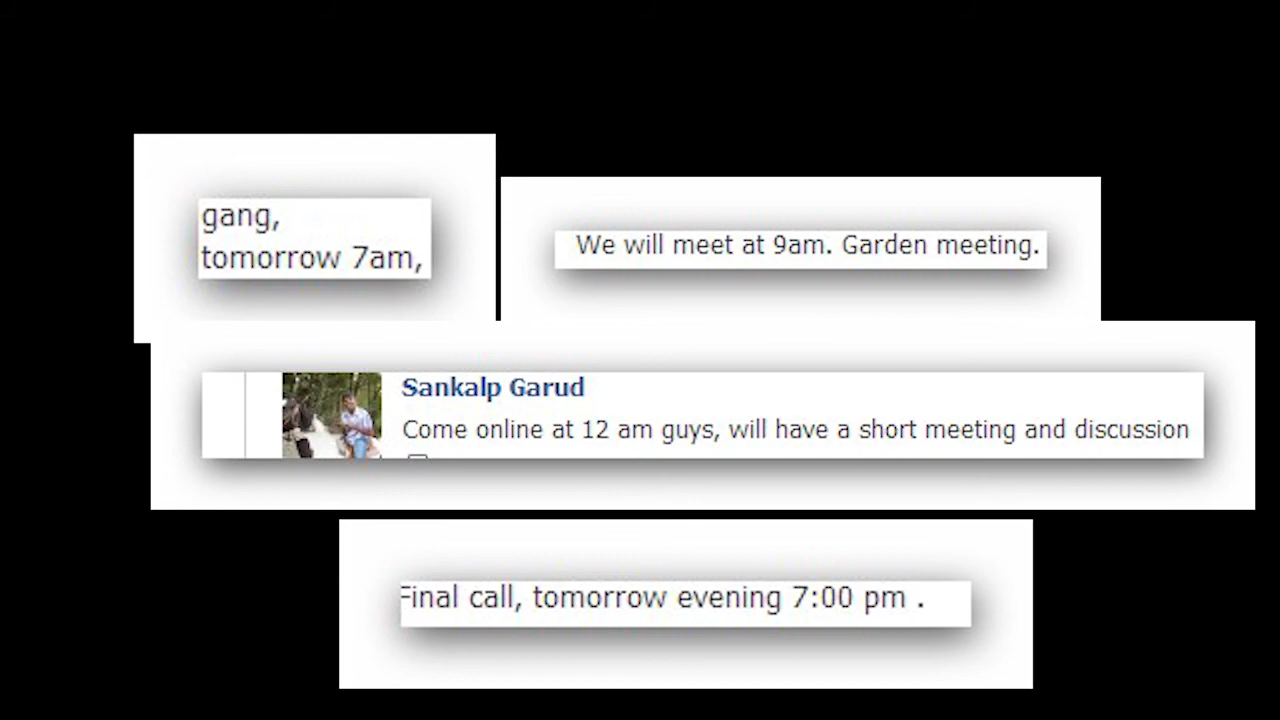 gang,
tomorrow 7am,
We will meet at 9am. Garden meeting.
Sankalp Garud
Come online at 12 am guys, will have a short meeting and discussion
Final call, tomorrow evening 7:00 pm .